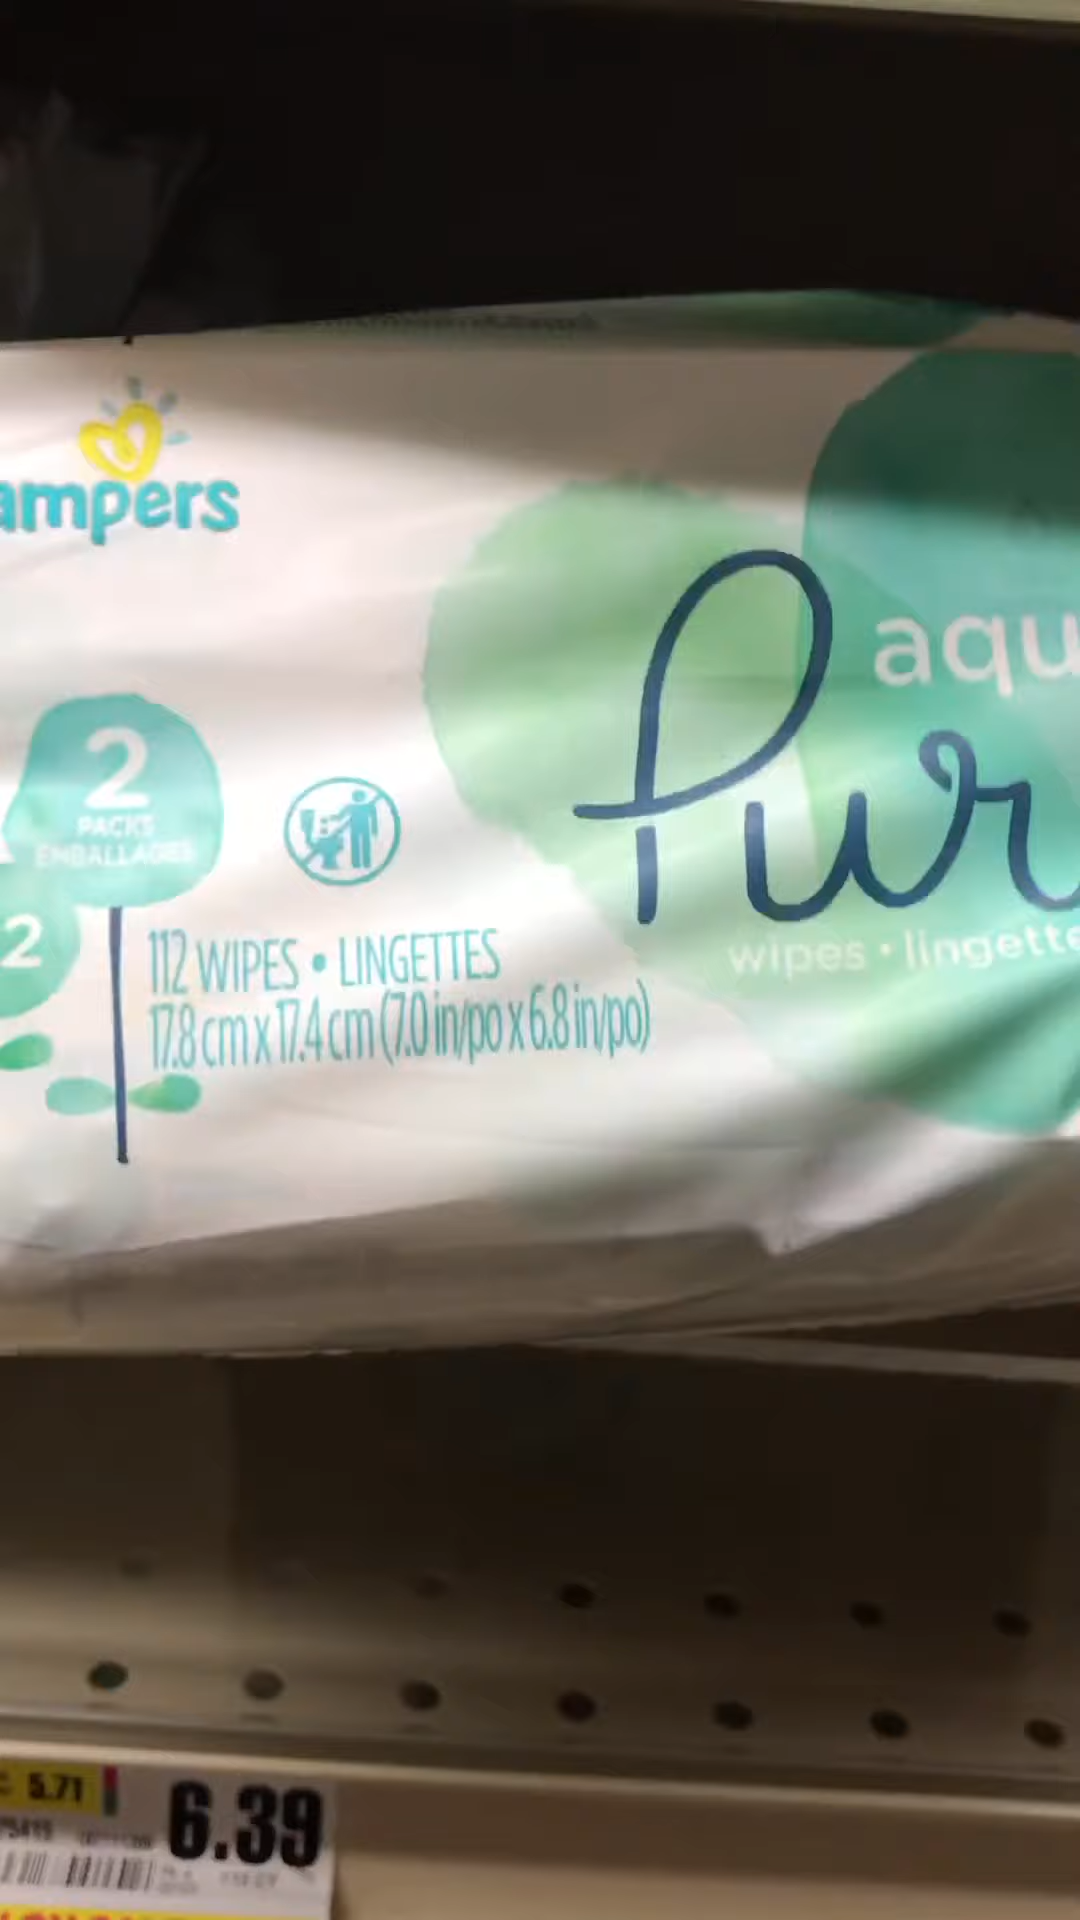 ampers
aqu
Pur
wipes • lingette
2
PACKS
EMBALLAGES
2
112 WIPES • LINGETTES
17.8 cm x 17.4 cm (7.0 in/po x 6.8 in/po)
5.71
6.39